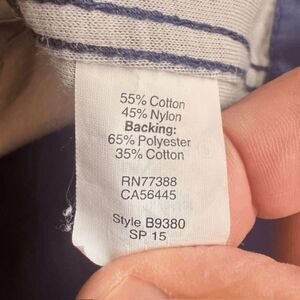 55% Cotton
45% Nylon
Backing:
65% Polyester
35% Cotton
RN77388
CA56445
Style B9380
SP 15